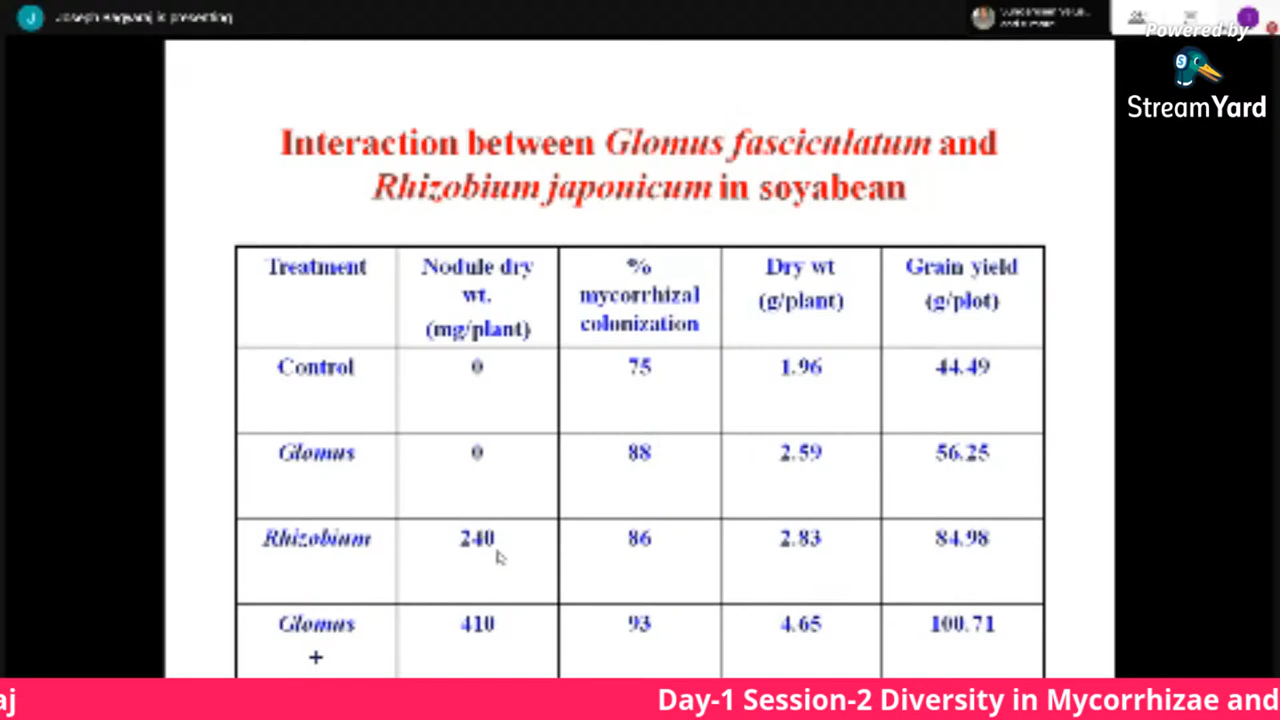 J Joseph Bagyaraj is presenting
Powered by
StreamYard
Interaction between Glomus fasciculatum and
Rhizobium japonicum in soyabean
Treatment Nodule dry wt. (mg/plant) % mycorrhizal colonization Dry wt (g/plant) Grain yield (g/plot)
Control 0 75 1.96 44.49
Glomus 0 88 2.59 56.25
Rhizobium 240 86 2.83 84.98
Glomus + 410 93 4.65 100.71
aj Day-1 Session-2 Diversity in Mycorrhizae and